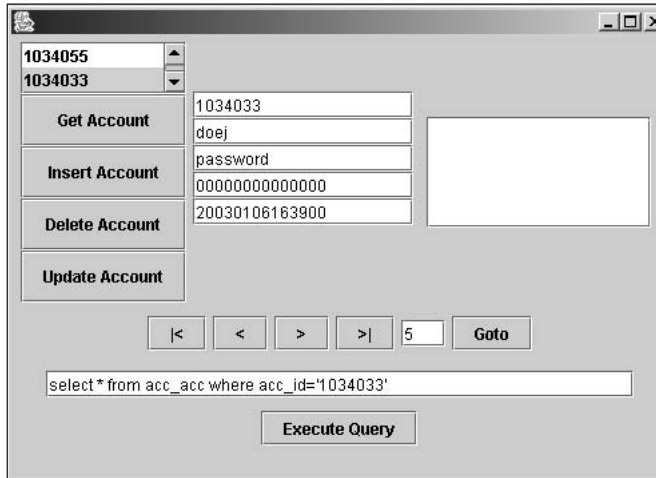 1034055
1034033
Get Account
Insert Account
Delete Account
Update Account
1034033
doej
password
00000000000000
20030106163900
|< < > >| 5 Goto
select * from acc_acc where acc_id='1034033'
Execute Query